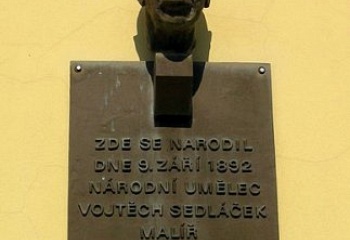 ZDE SE NARODIL
DNE 9. ZÁŘÍ 1892
NÁRODNÍ UMĚLEC
VOJTĚCH SEDLÁČEK
MALÍŘ